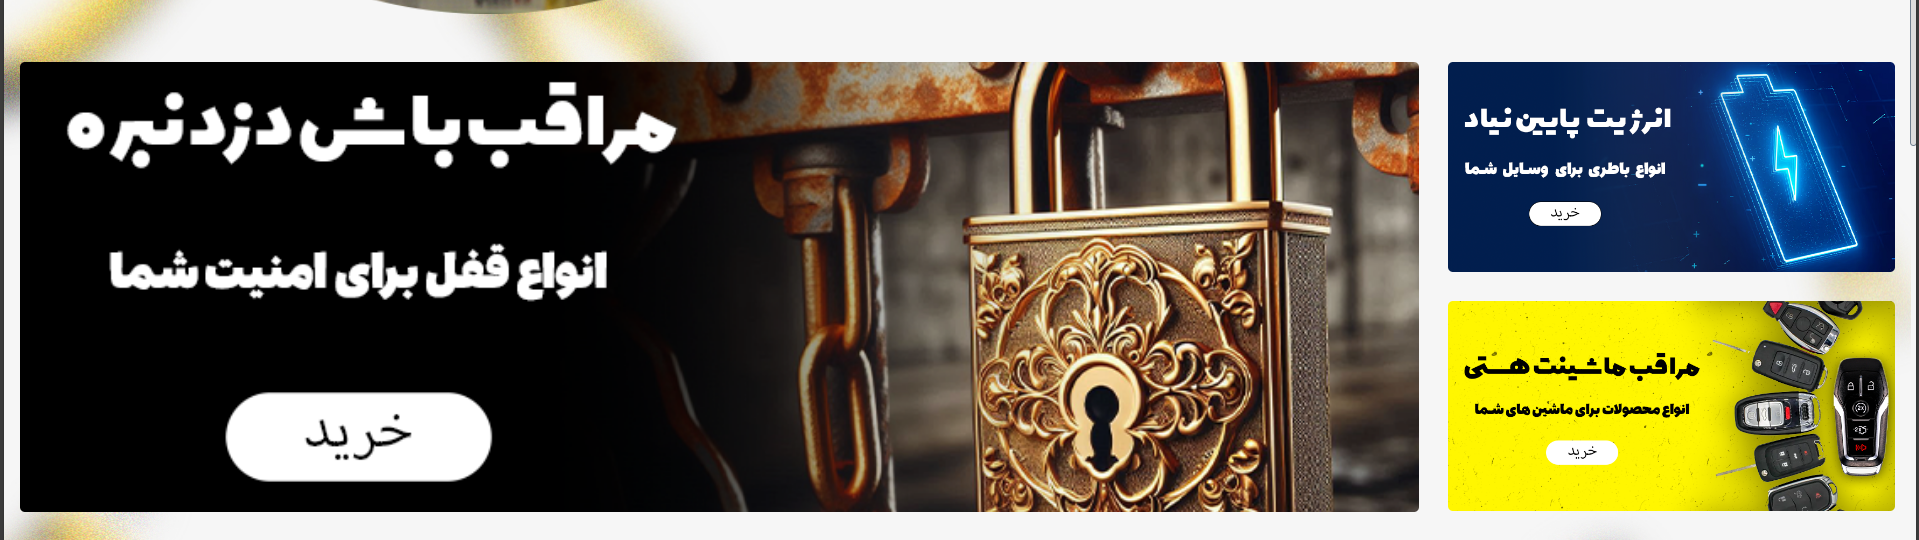 مراقب باش دزد نبره
انواع قفل برای امنیت شما
خرید
انرژیت پایین نیاد
انواع باطری برای وسایل شما
خرید
مراقب ماشینت هستی
انواع محصولات برای ماشین های شما
خرید